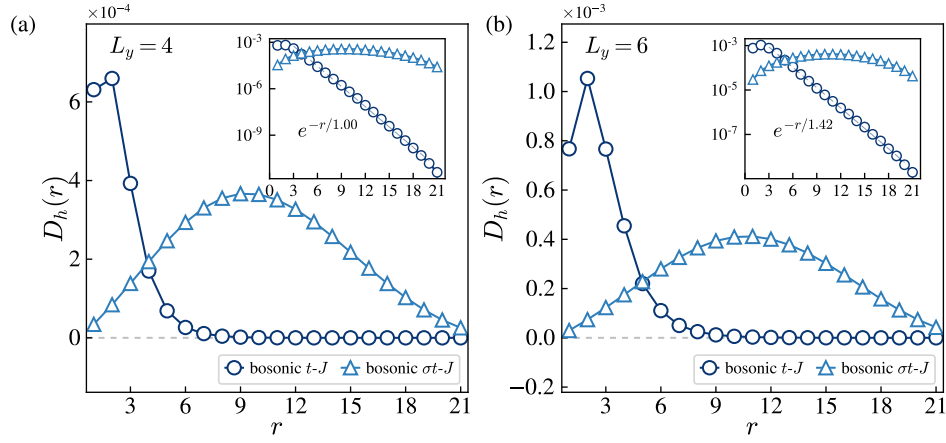 (a)
×10⁻⁴
L_y = 4
D_h(r)
6
4
2
0
3 6 9 12 15 18 21
r
10⁻³
10⁻⁶
10⁻⁹
e^{−r/1.00}
0 3 6 9 12 15 18 21
bosonic t-J bosonic σt-J
(b)
×10⁻³
L_y = 6
D_h(r)
1.2
1.0
0.8
0.6
0.4
0.2
0.0
−0.2
3 6 9 12 15 18 21
r
10⁻³
10⁻⁵
10⁻⁷
e^{−r/1.42}
0 3 6 9 12 15 18 21
bosonic t-J bosonic σt-J